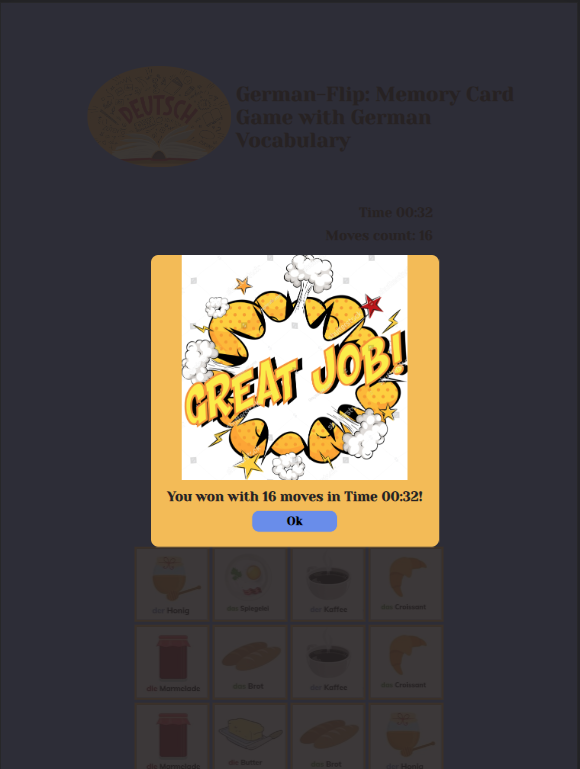 DEUTSCH
German-Flip: Memory Card
Game with German
Vocabulary
Time 00:32
Moves count: 16
GREAT JOB!
You won with 16 moves in Time 00:32!
Ok
der Honig
das Spiegelei
der Kaffee
das Croissant
die Marmelade
das Brot
der Kaffee
das Croissant
die Marmelade
die Butter
das Brot
der Honig